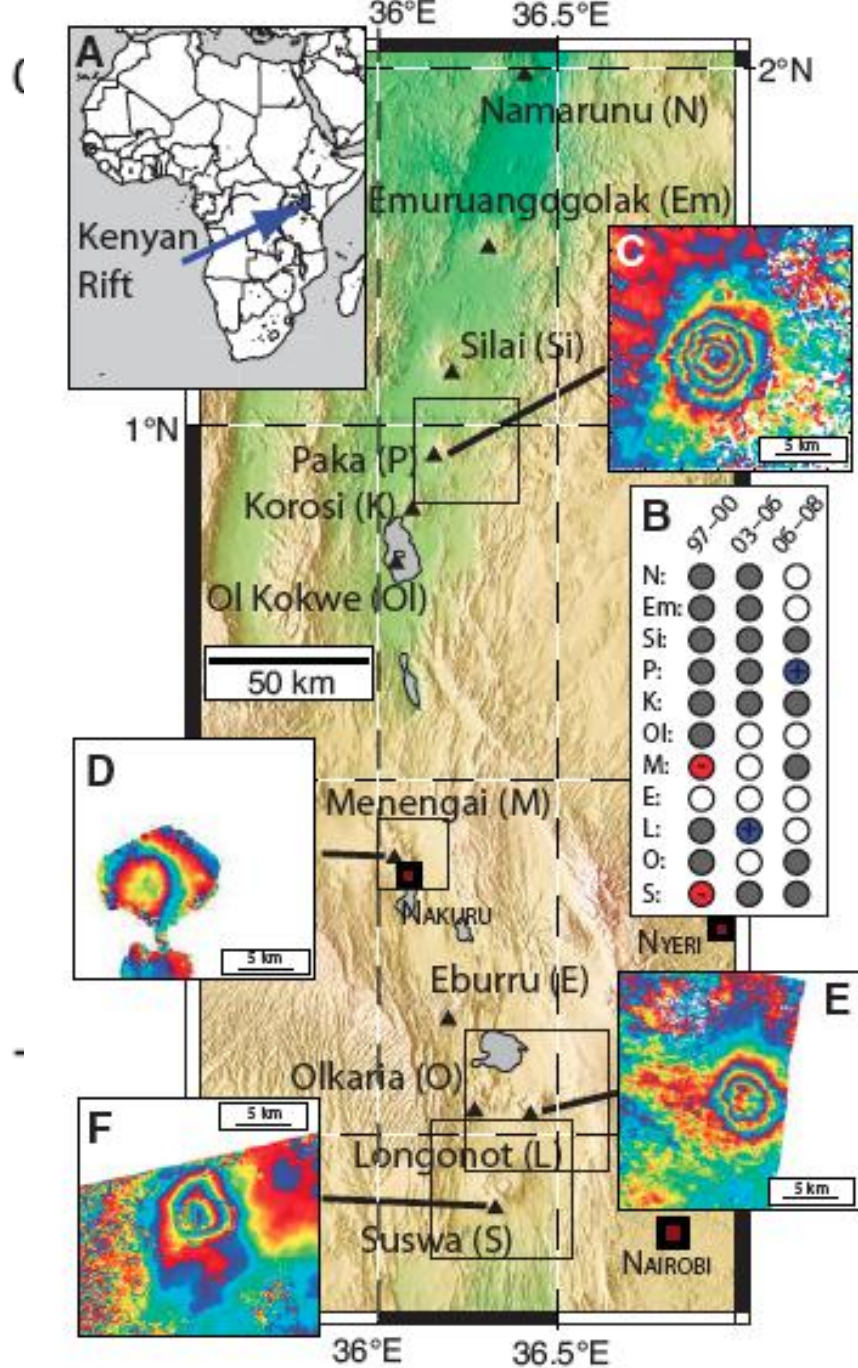 36°E 36.5°E
A
2°N
Namarunu (N)
Emuruangogolak (Em)
Kenyan
Rift
C
Silai (Si)
5 km
1°N
Paka (P)
Korosi (K)
B
97–00 03–06 06–08
N:
Em:
Si:
P: +
K:
Ol:
M: -
E:
L: +
O:
S: -
Ol Kokwe (Ol)
50 km
D
Menengai (M)
5 km
NAKURU
NYERI
Eburru (E)
E
Olkaria (O)
5 km
F
5 km
Longonot (L)
Suswa (S)
NAIROBI
36°E 36.5°E